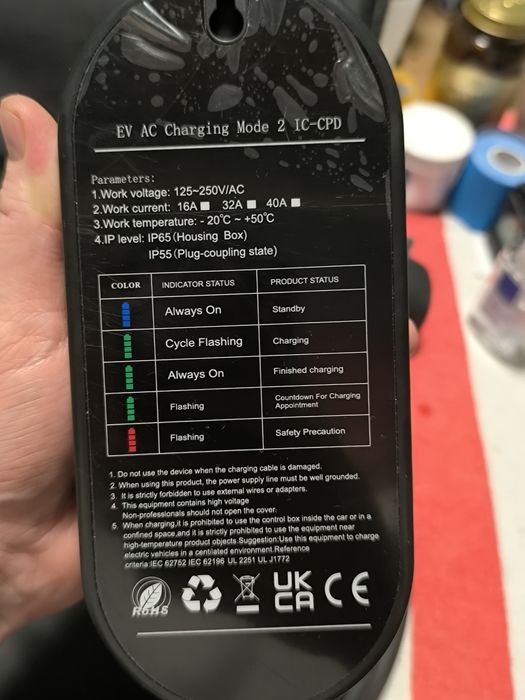 EV AC Charging Mode 2 IC-CPD
Parameters:
1.Work voltage: 125~250V/AC
2.Work current: 16A 32A 40A
3.Work temperature: - 20°C ~ +50°C
4.IP level: IP65(Housing Box)
IP55(Plug-coupling state)
COLOR INDICATOR STATUS PRODUCT STATUS
Always On Standby
Cycle Flashing Charging
Always On Finished charging
Flashing Countdown For Charging
Appointment
Flashing Safety Precaution
1. Do not use the device when the charging cable is damaged.
2. When using this product, the power supply line must be well grounded.
3. It is strictly forbidden to use external wires or adapters.
4. This equipment contains high voltage
Non-professionals should not open the cover.
5. When charging,it is prohibited to use the control box inside the car or in a
confined space,and it is strictly prohibited to use the equipment near
high-temperature product objects.Suggestion:Use this equipment to charge
electric vehicles in a centilated environment.Reference
criteria:IEC 62752 IEC 62196 UL 2251 UL J1772
RoHS
UK
CA
CE